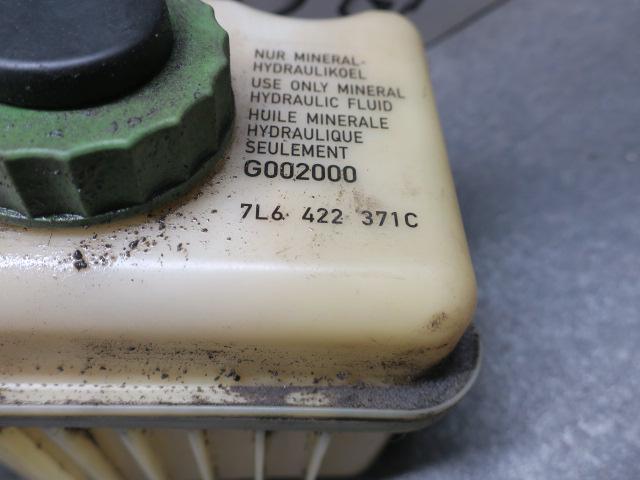 NUR MINERAL-
HYDRAULIKOEL
USE ONLY MINERAL
HYDRAULIC FLUID
HUILE MINERALE
HYDRAULIQUE
SEULEMENT
G002000
7L6 422 371C